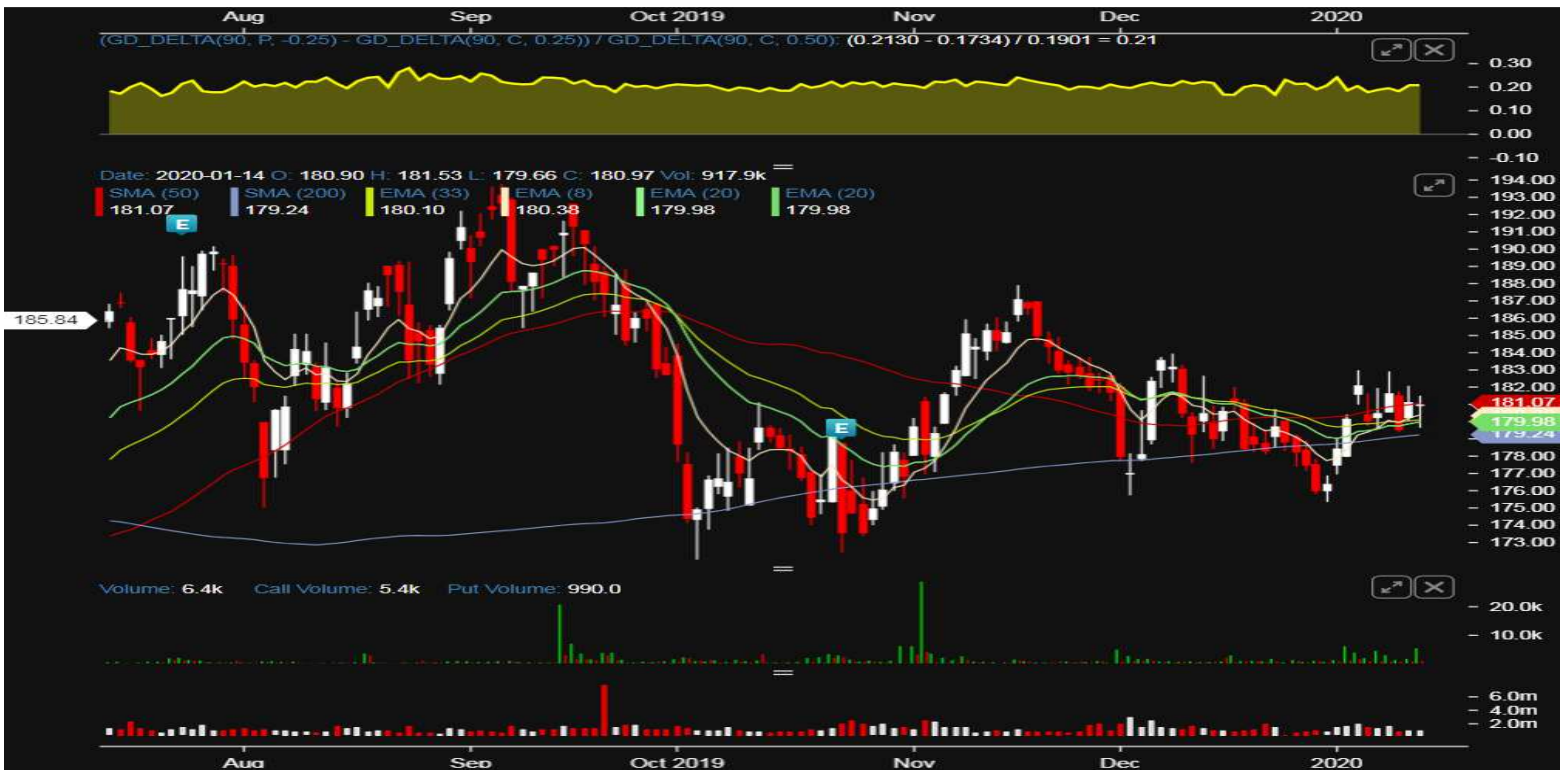 Aug Sep Oct 2019 Nov Dec 2020
(GD_DELTA(90, P, -0.25) - GD_DELTA(90, C, 0.25)) / GD_DELTA(90, C, 0.50): (0.2130 - 0.1734) / 0.1901 = 0.21
0.30
0.20
0.10
0.00
-0.10
Date: 2020-01-14 O: 180.90 H: 181.53 L: 179.66 C: 180.97 Vol: 917.9k
SMA (50) SMA (200) EMA (33) EMA (8) EMA (20) EMA (20)
181.07 179.24 180.10 180.38 179.98 179.98
E
194.00
193.00
192.00
191.00
190.00
189.00
188.00
187.00
186.00
185.84
185.00
184.00
183.00
182.00
181.07
179.98
179.24
E
178.00
177.00
176.00
175.00
174.00
173.00
Volume: 6.4k Call Volume: 5.4k Put Volume: 990.0
20.0k
10.0k
6.0m
4.0m
2.0m
Aug Sep Oct 2019 Nov Dec 2020